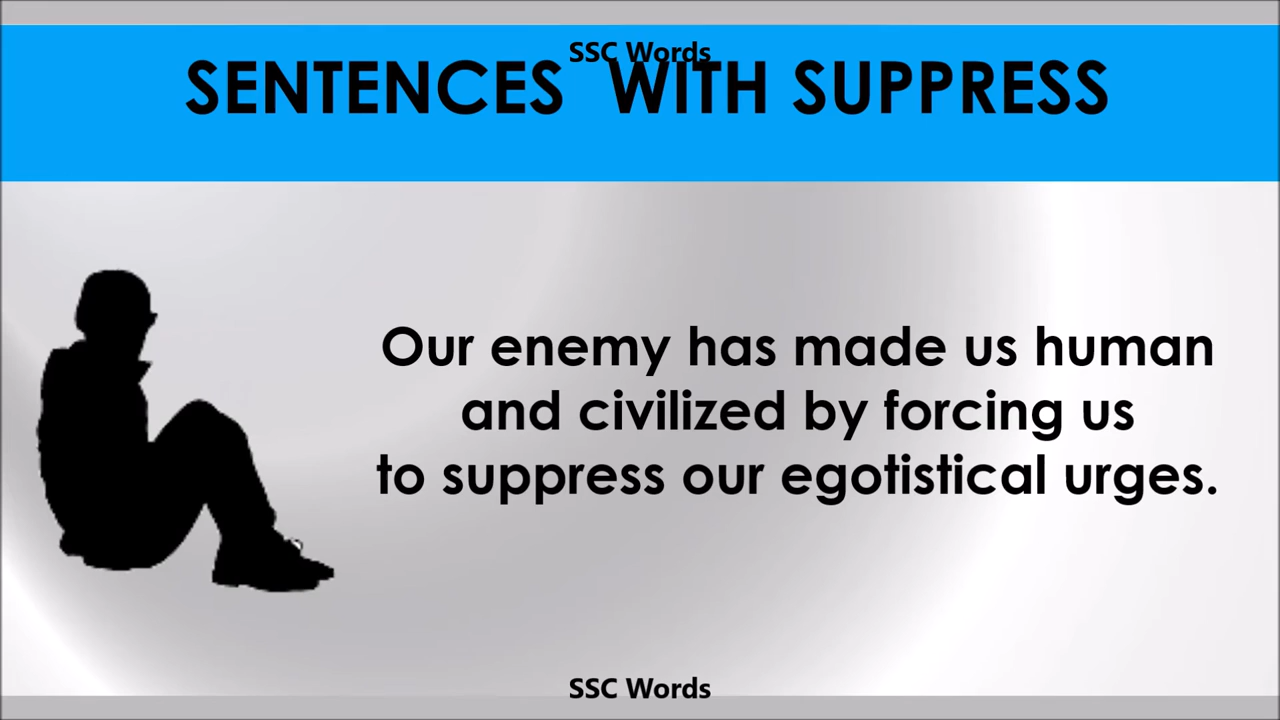 SSC Words
SENTENCES WITH SUPPRESS
Our enemy has made us human
and civilized by forcing us
to suppress our egotistical urges.
SSC Words